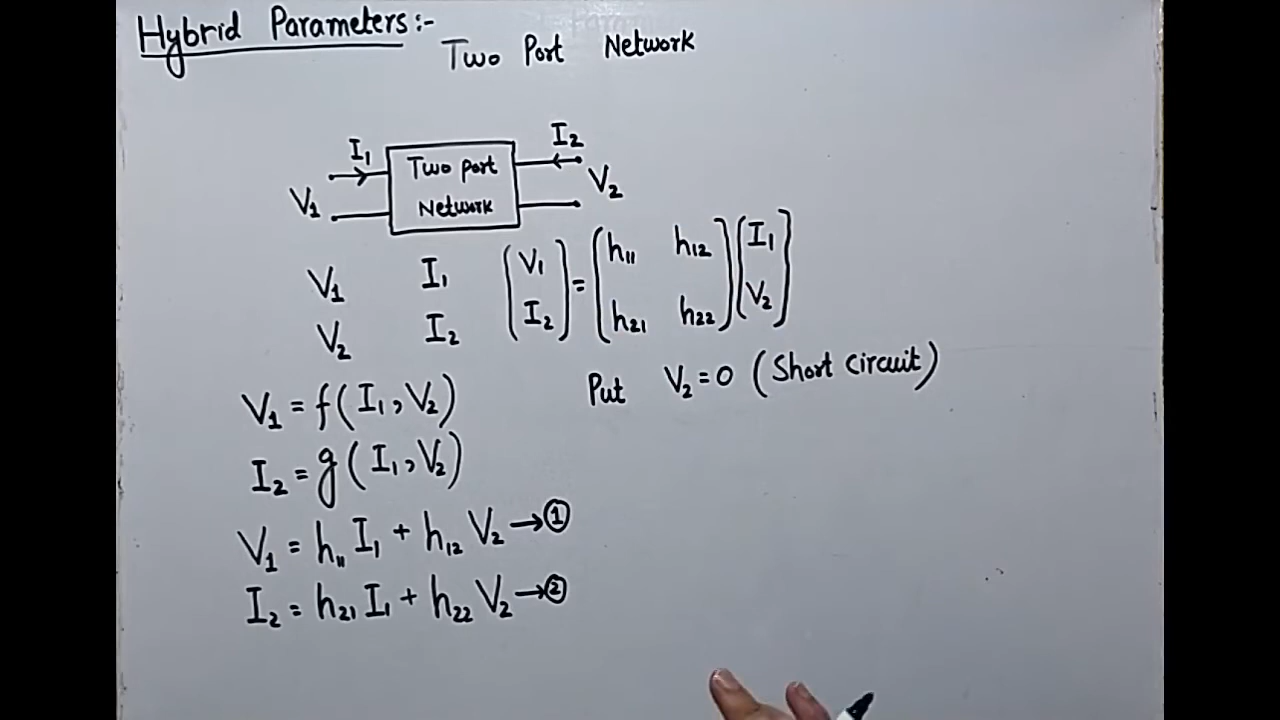 Hybrid Parameters:-
Two Port Network
I₁ I₂
V₁ Two port Network V₂
V₁ I₁
V₂ I₂
(V₁ I₂) = (h₁₁ h₁₂ h₂₁ h₂₂) (I₁ V₂)
Put V₂ = 0 (Short circuit)
V₁ = f(I₁, V₂)
I₂ = g(I₁, V₂)
V₁ = h₁₁ I₁ + h₁₂ V₂ → ①
I₂ = h₂₁ I₁ + h₂₂ V₂ → ②